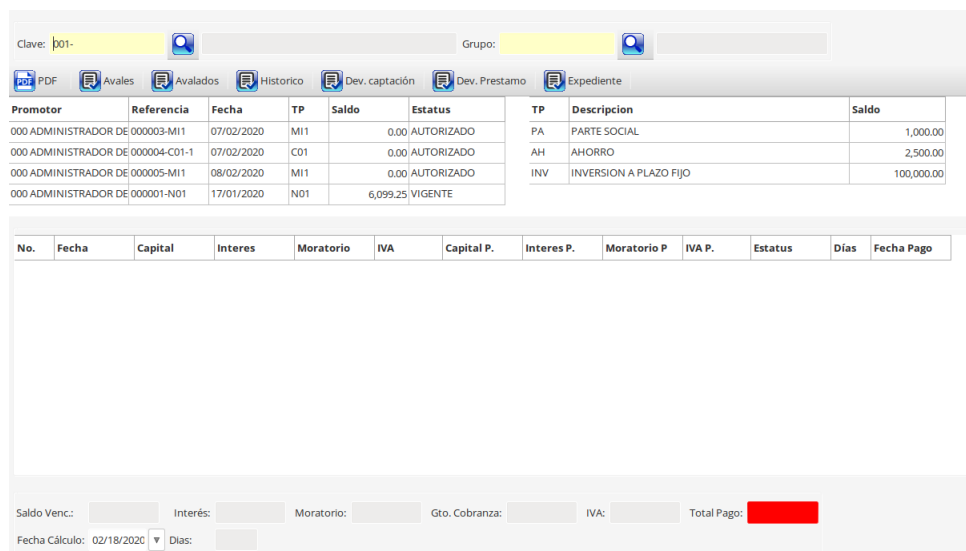 Clave: 001- Grupo:
PDF Avales Avalados Historico Dev. captación Dev. Prestamo Expediente
Promotor Referencia Fecha TP Saldo Estatus TP Descripcion Saldo
000 ADMINISTRADOR DE 000003-MI1 07/02/2020 MI1 0.00 AUTORIZADO PA PARTE SOCIAL 1,000.00
000 ADMINISTRADOR DE 000004-C01-1 07/02/2020 C01 0.00 AUTORIZADO AH AHORRO 2,500.00
000 ADMINISTRADOR DE 000005-MI1 08/02/2020 MI1 0.00 AUTORIZADO INV INVERSION A PLAZO FIJO 100,000.00
000 ADMINISTRADOR DE 000001-N01 17/01/2020 N01 6,099.25 VIGENTE
No. Fecha Capital Interes Moratorio IVA Capital P. Interes P. Moratorio P IVA P. Estatus Días Fecha Pago
Saldo Venc.: Interés: Moratorio: Gto. Cobranza: IVA: Total Pago:
Fecha Cálculo: 02/18/2020 Dias: